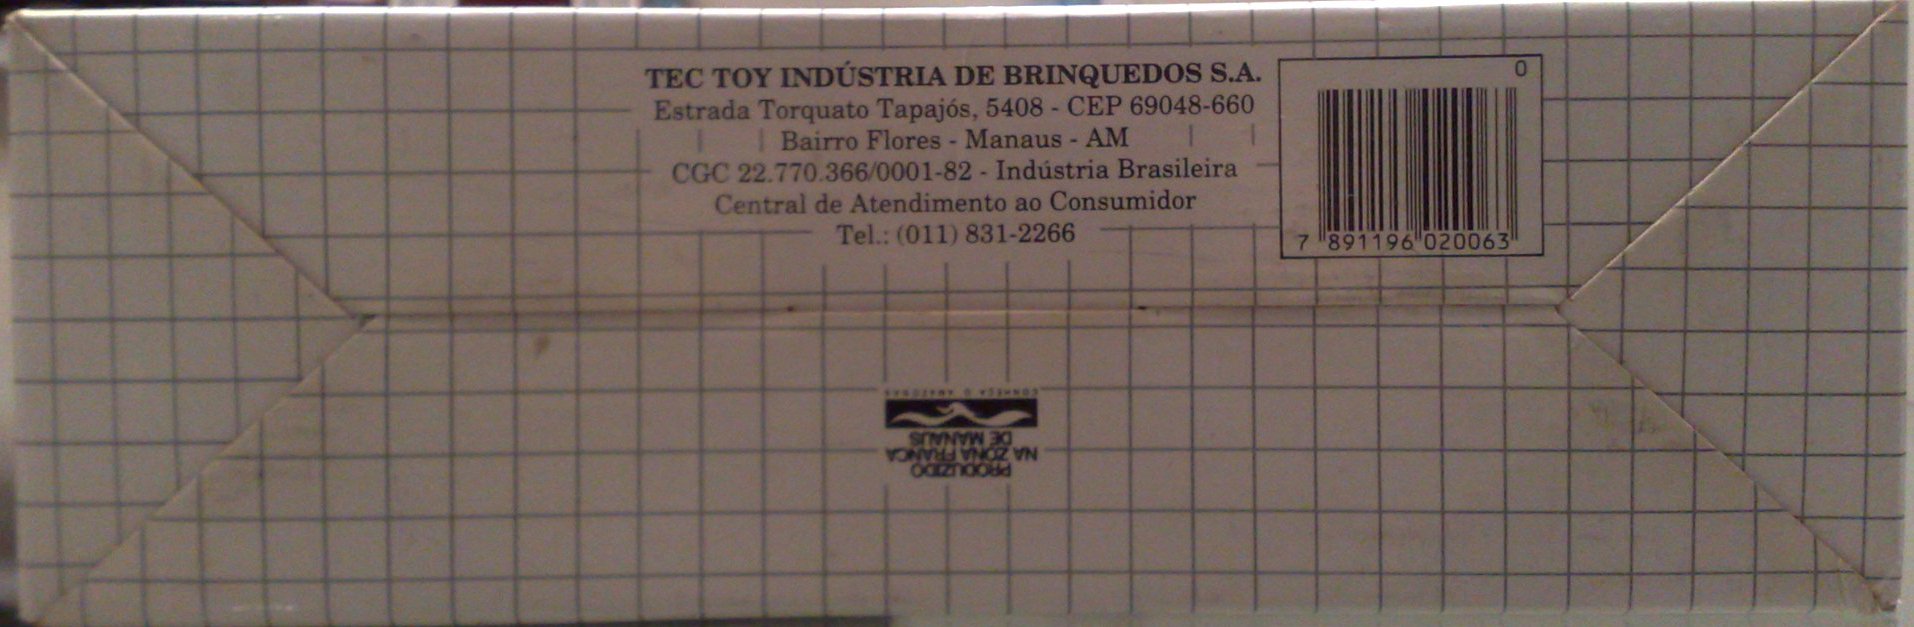 TEC TOY INDÚSTRIA DE BRINQUEDOS S.A.
Estrada Torquato Tapajós, 5408 - CEP 69048-660
Bairro Flores - Manaus - AM
CGC 22.770.366/0001-82 - Indústria Brasileira
Central de Atendimento ao Consumidor
Tel.: (011) 831-2266
0
7 891196 020063
PRODUZIDO
NA ZONA FRANCA
DE MANAUS
CONHEÇA O AMAZONAS